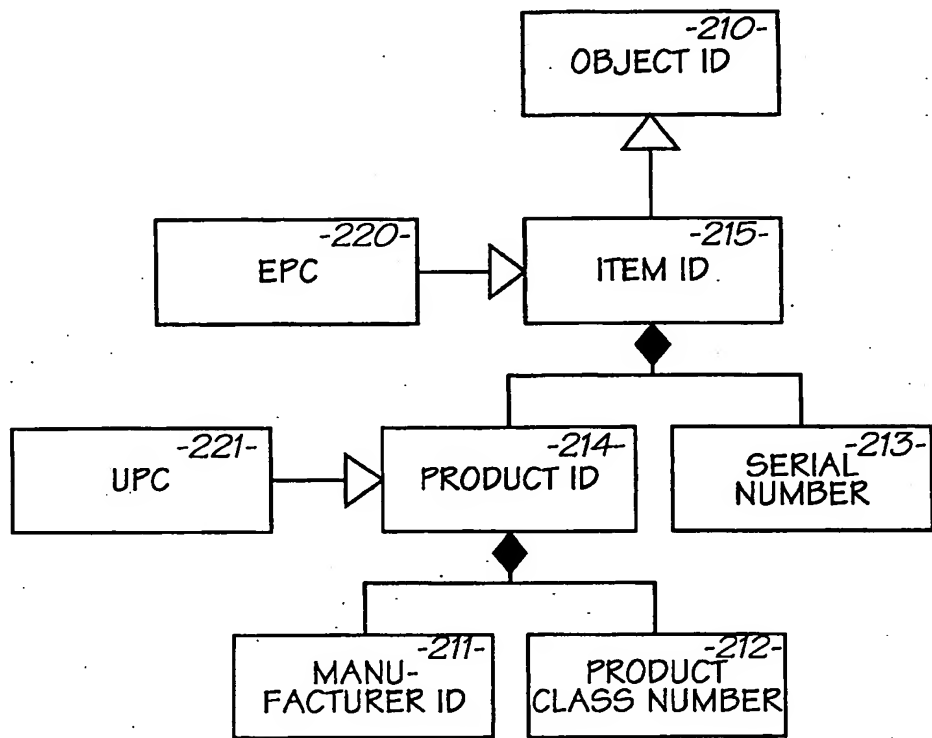 -210-
OBJECT ID
-220-
EPC
-215-
ITEM ID
-221-
UPC
-214-
PRODUCT ID
-213-
SERIAL
NUMBER
-211-
MANU-
FACTURER ID
-212-
PRODUCT
CLASS NUMBER